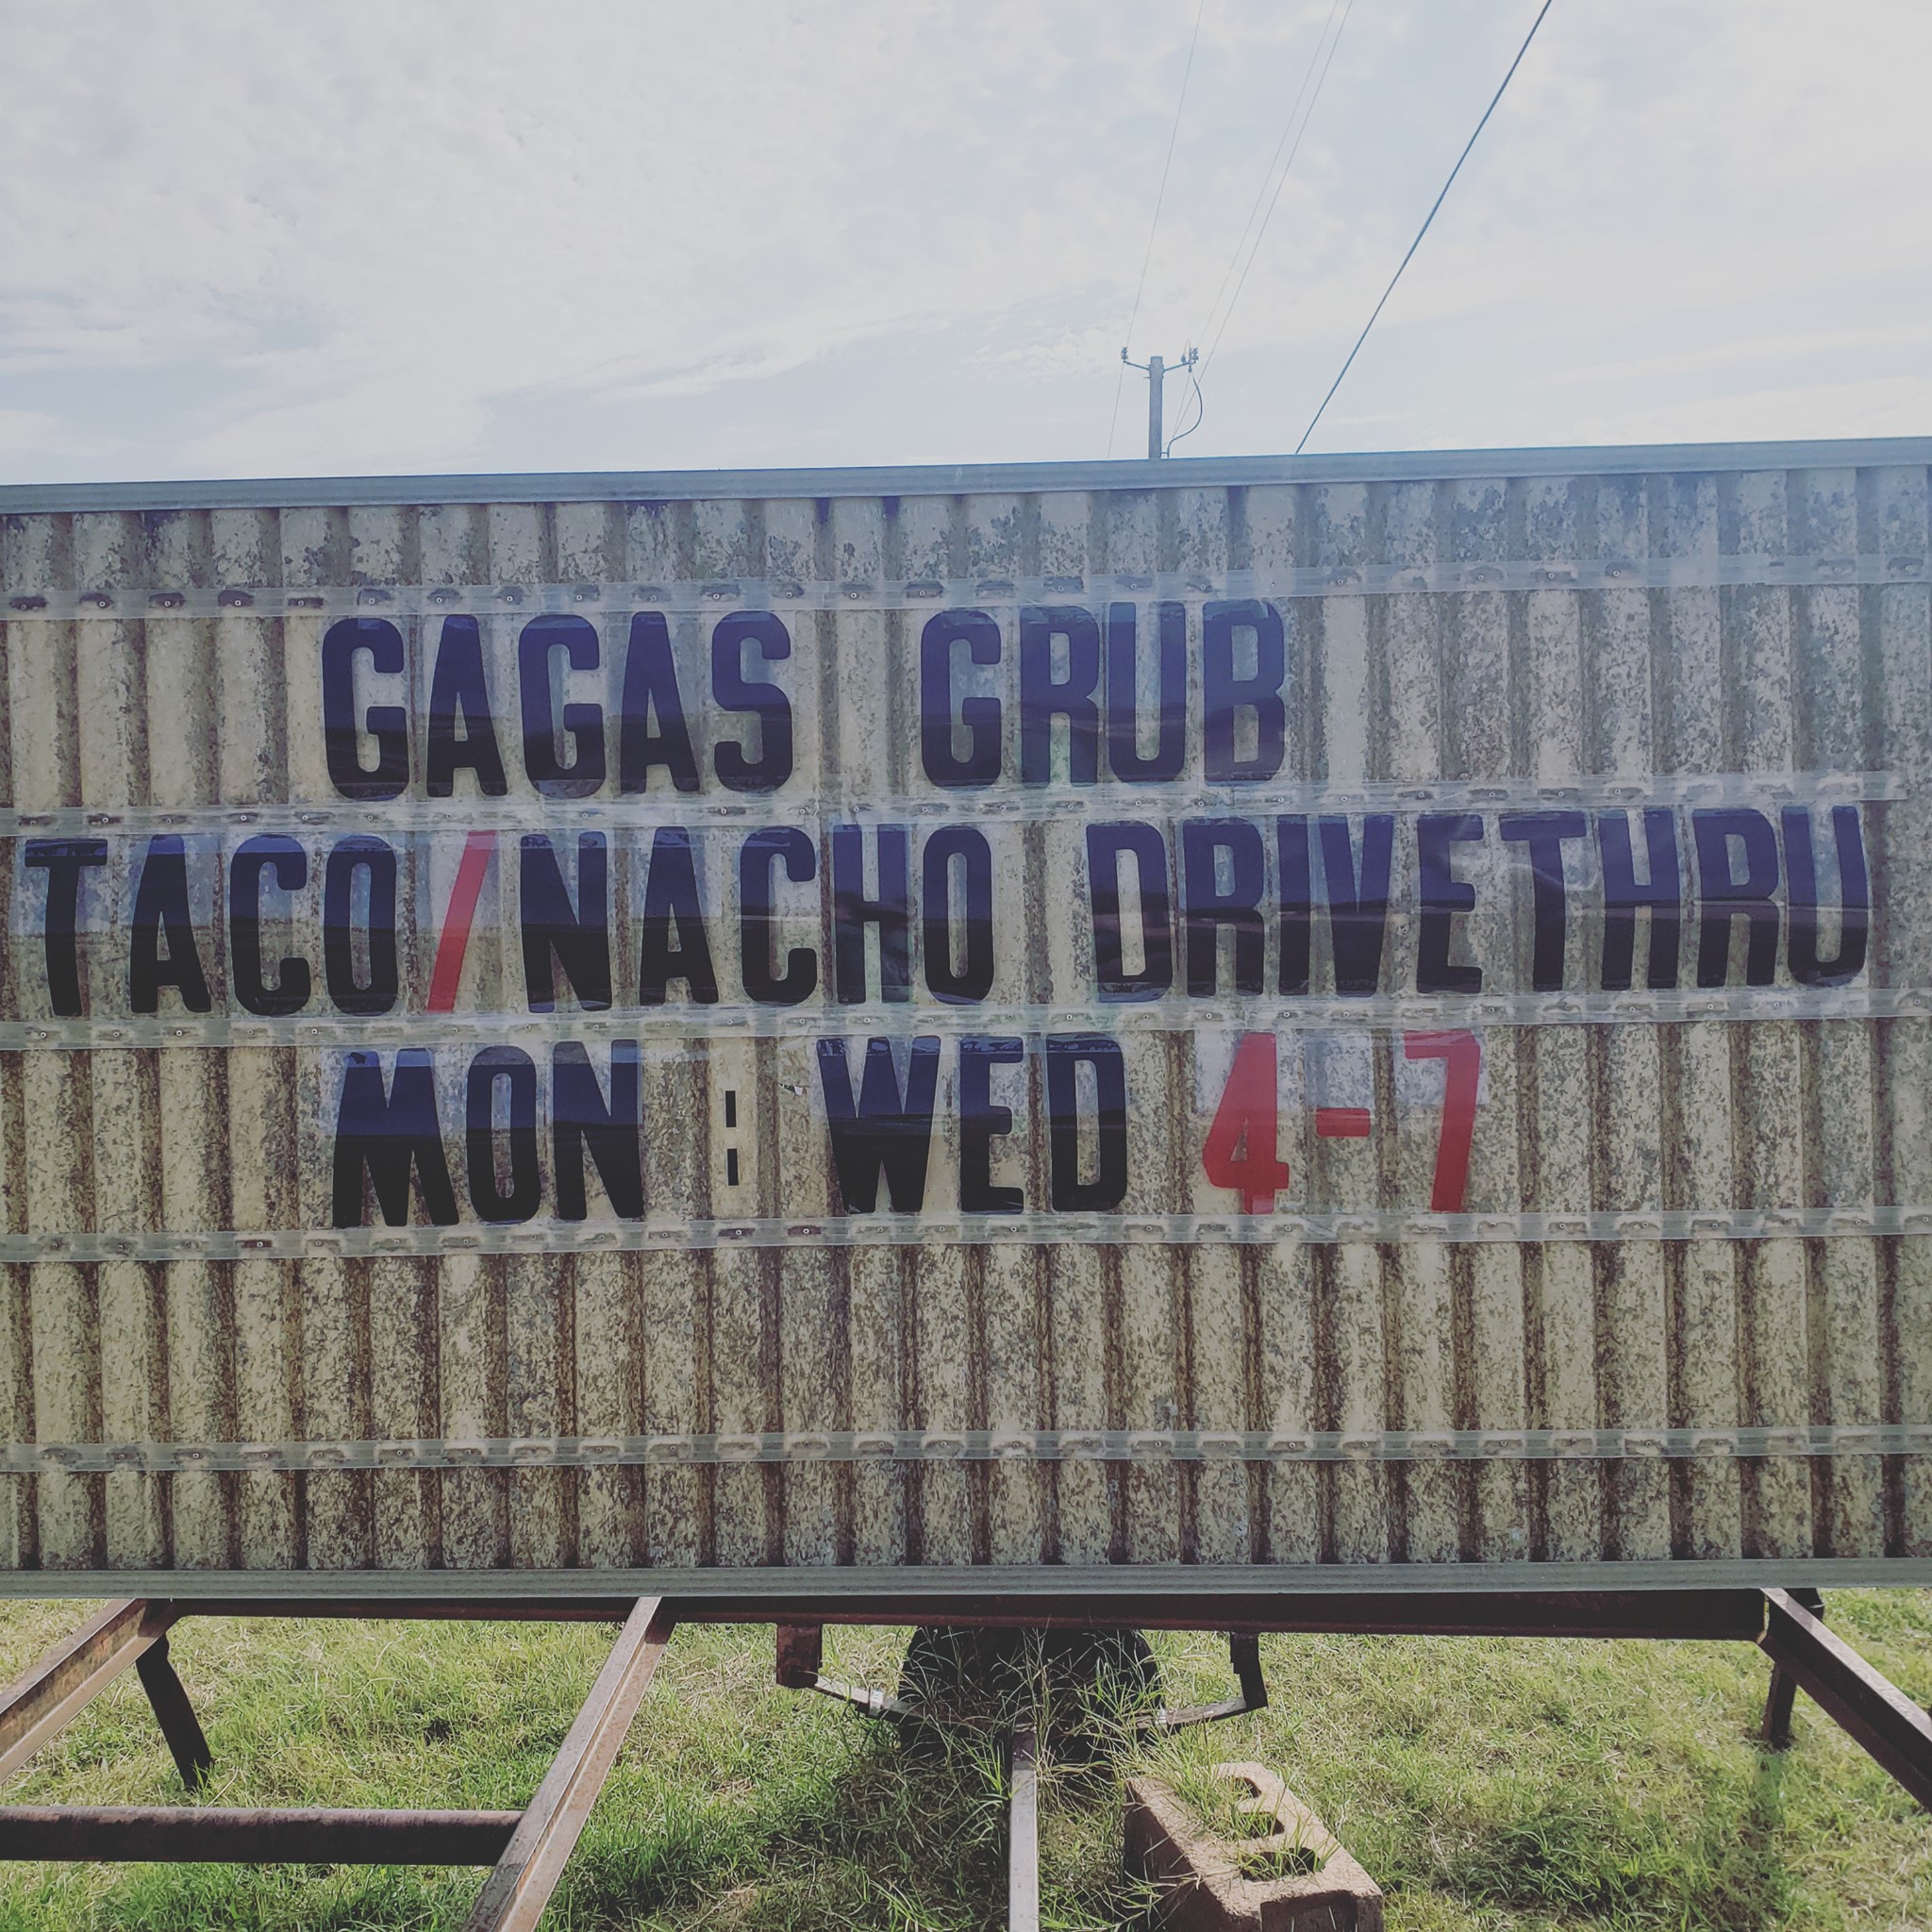 GAGAS GRUB
TACO/NACHO DRIVETHRU
MON : WED 4-7